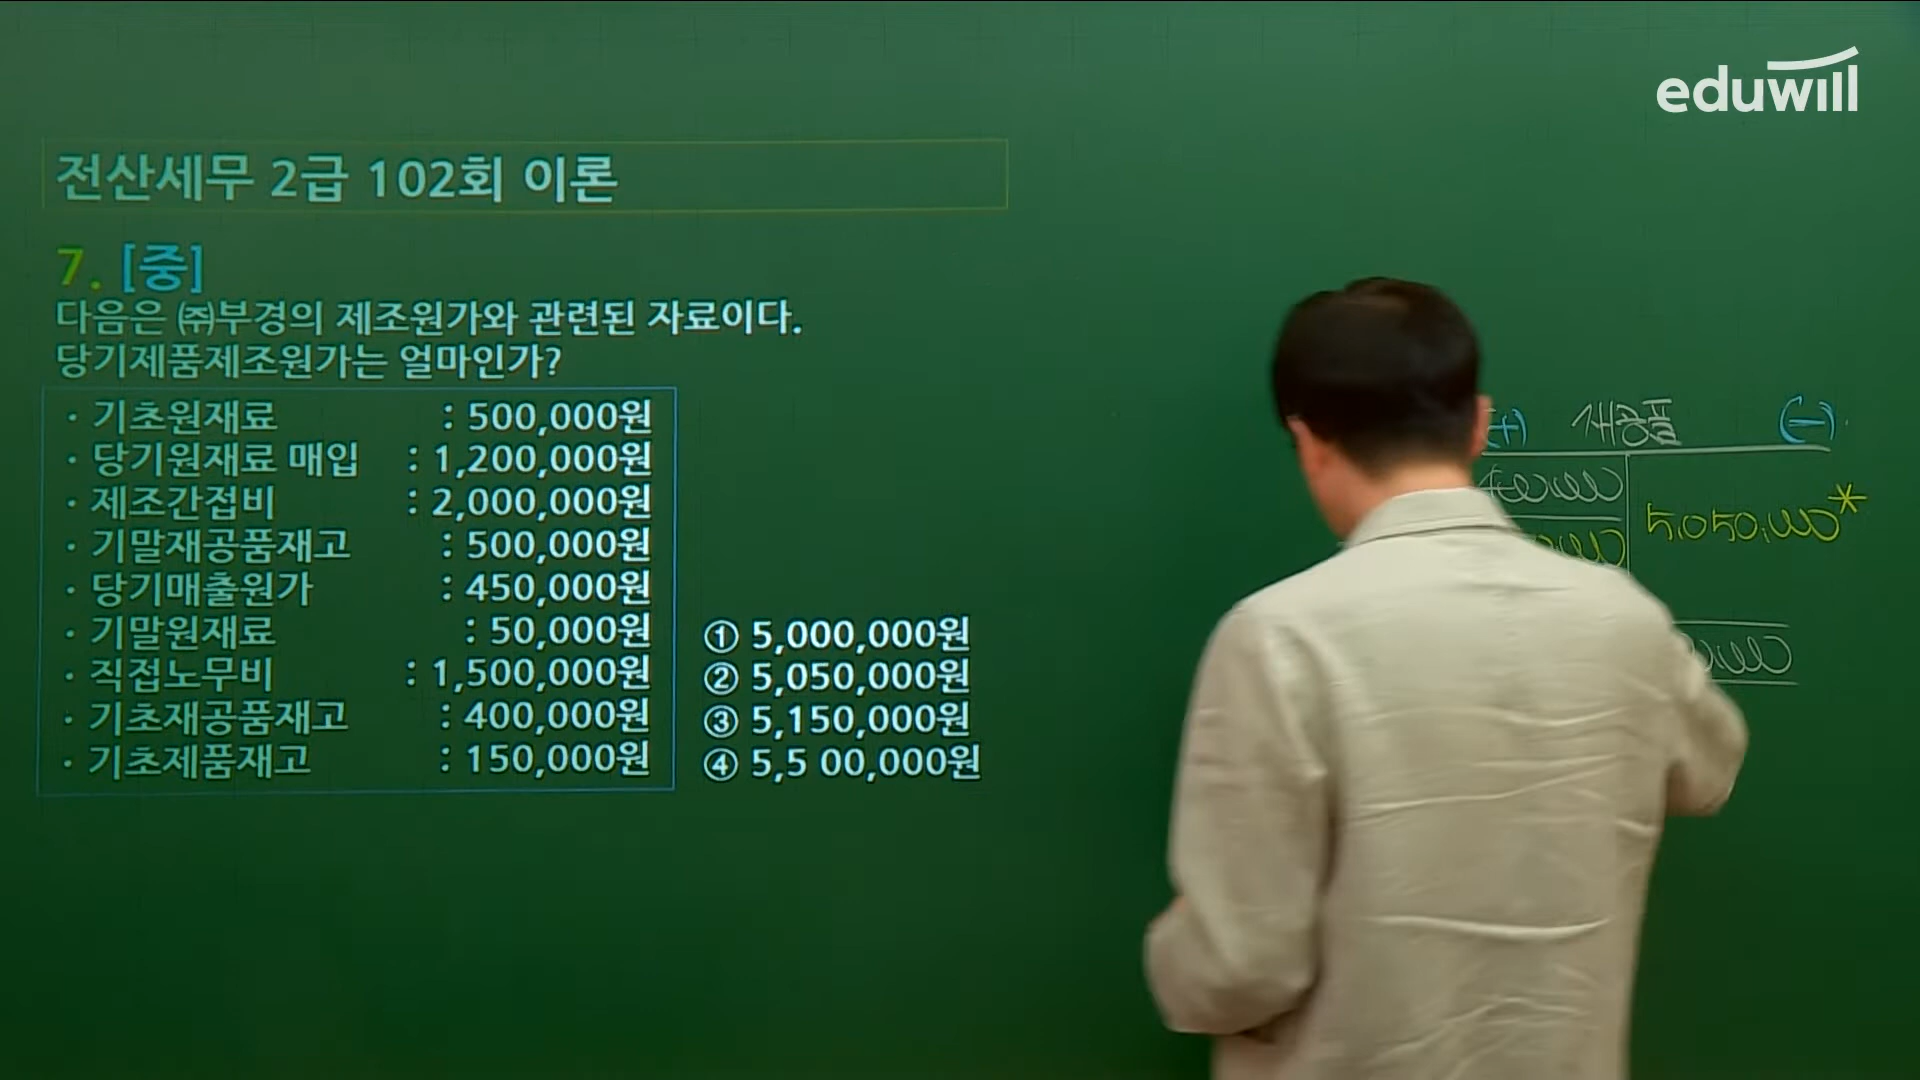 eduwill
전산세무 2급 102회 이론
7. [중]
다음은 ㈜부경의 제조원가와 관련된 자료이다.
당기제품제조원가는 얼마인가?
· 기초원재료 : 500,000원
· 당기원재료 매입 : 1,200,000원
· 제조간접비 : 2,000,000원
· 기말재공품재고 : 500,000원
· 당기매출원가 : 450,000원
· 기말원재료 : 50,000원
· 직접노무비 : 1,500,000원
· 기초재공품재고 : 400,000원
· 기초제품재고 : 150,000원
① 5,000,000원
② 5,050,000원
③ 5,150,000원
④ 5,5 00,000원
(+) 재공품 (-)
5,050,000*